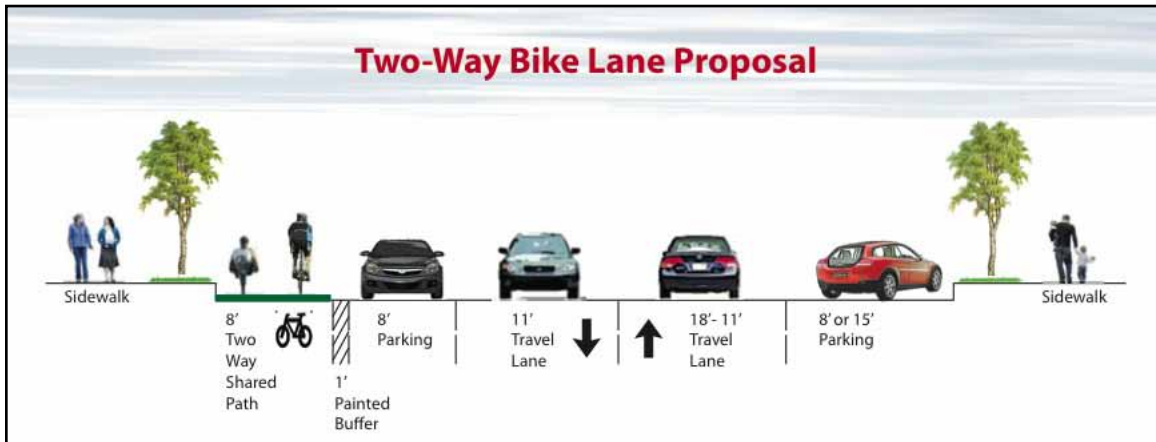 Two-Way Bike Lane Proposal
Sidewalk
8'
Two
Way
Shared
Path
1'
Painted
Buffer
8'
Parking
11'
Travel
Lane
18'- 11'
Travel
Lane
8' or 15'
Parking
Sidewalk